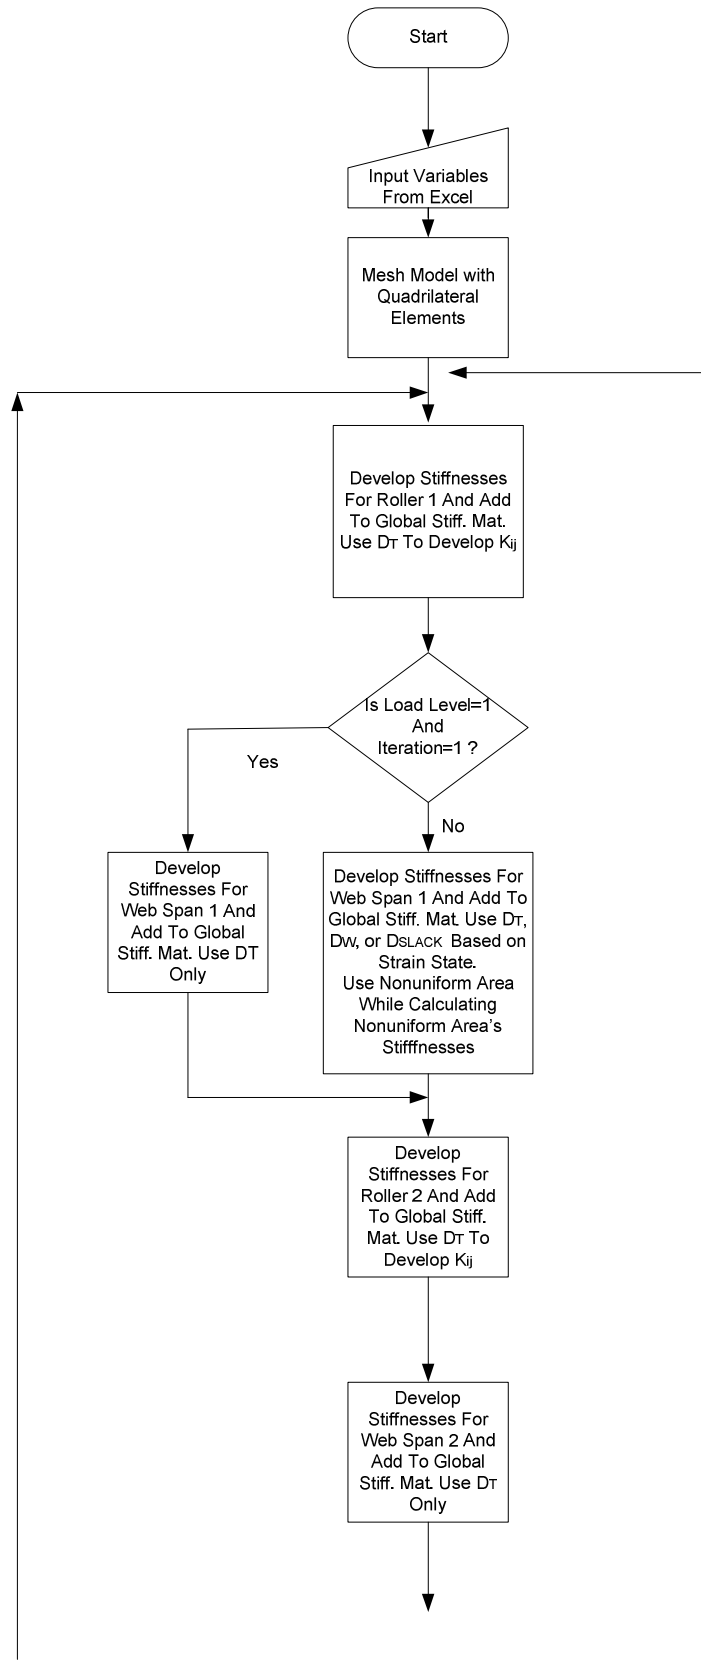 Start
Input Variables
From Excel
Mesh Model with
Quadrilateral
Elements
Develop Stiffnesses
For Roller 1 And Add
To Global Stiff. Mat.
Use DT To Develop Kij
Is Load Level=1
And
Iteration=1 ?
Yes
No
Develop
Stiffnesses For
Web Span 1 And
Add To Global
Stiff. Mat. Use DT
Only
Develop Stiffnesses For
Web Span 1 And Add To
Global Stiff. Mat. Use DT,
DW, or DSLACK Based on
Strain State.
Use Nonuniform Area
While Calculating
Nonuniform Area's
Stifffnesses
Develop
Stiffnesses For
Roller 2 And Add
To Global Stiff.
Mat. Use DT To
Develop Kij
Develop
Stiffnesses For
Web Span 2 And
Add To Global
Stiff. Mat. Use DT
Only